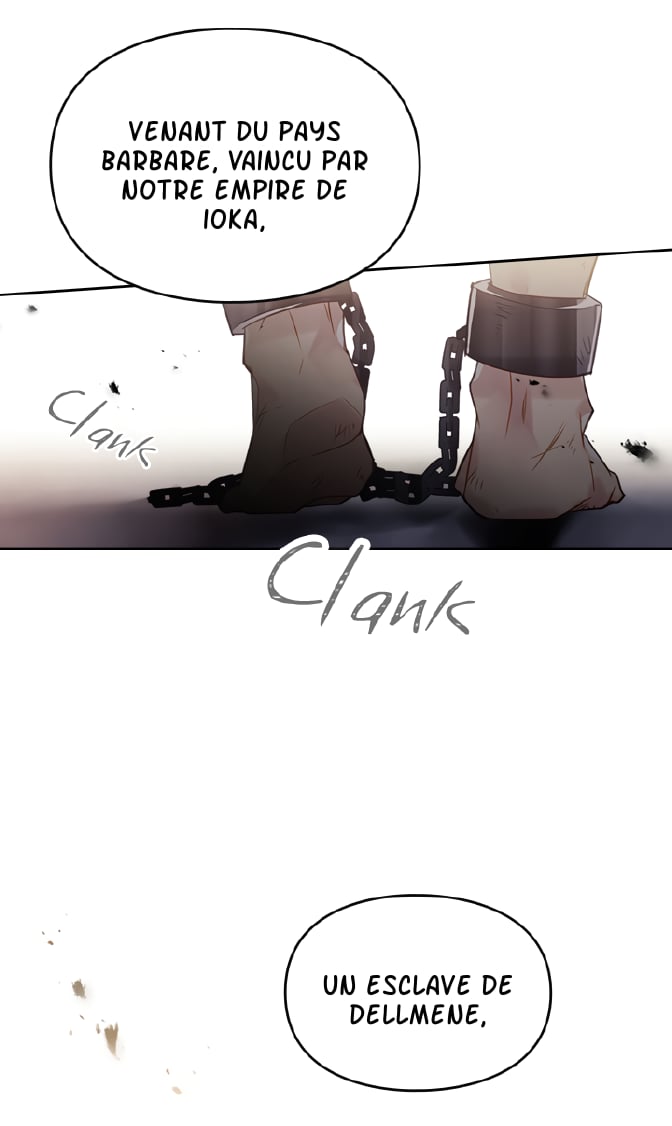 VENANT DU PAYS
BARBARE, VAINCU PAR
NOTRE EMPIRE DE
IOKA,
Clank
Clank
UN ESCLAVE DE
DELLMENE,